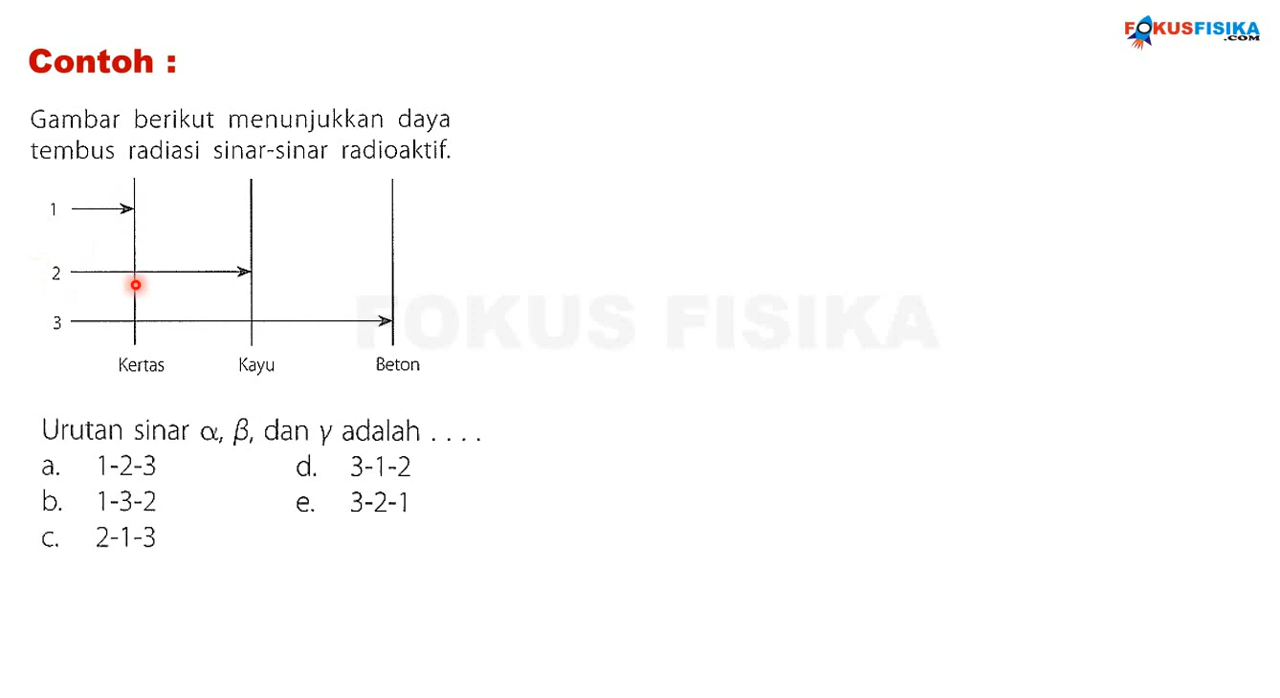 FOKUSFISIKA
.COM
Contoh :
Gambar berikut menunjukkan daya
tembus radiasi sinar-sinar radioaktif.
1
2
3
Kertas Kayu Beton
FOKUS FISIKA
Urutan sinar α, β, dan γ adalah . . . .
a. 1-2-3 d. 3-1-2
b. 1-3-2 e. 3-2-1
c. 2-1-3